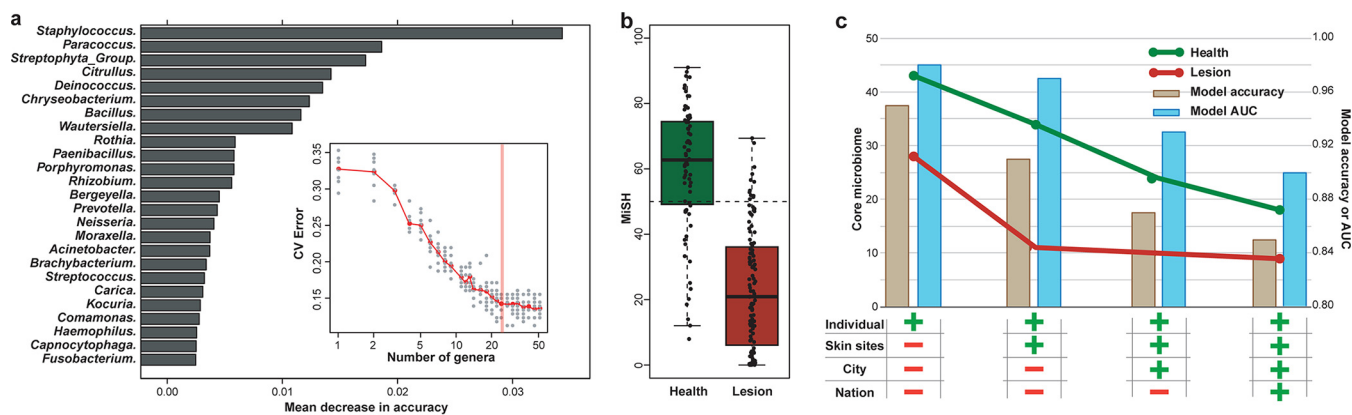 a
Staphylococcus.
Paracoccus.
Streptophyta_Group.
Citrullus.
Deinococcus.
Chryseobacterium.
Bacillus.
Wautersiella.
Rothia.
Paenibacillus.
Porphyromonas.
Rhizobium.
Bergeyella.
Prevotella.
Neisseria.
Moraxella.
Acinetobacter.
Brachybacterium.
Streptococcus.
Carica.
Kocuria.
Comamonas.
Haemophilus.
Capnocytophaga.
Fusobacterium.
0.00 0.01 0.02 0.03
Mean decrease in accuracy
CV Error
0.35
0.30
0.25
0.20
0.15
1 2 5 10 20 50
Number of genera
b
MiSH
100
80
60
40
20
0
Health Lesion
c
Core microbiome
50
40
30
20
10
0
Health
Lesion
Model accuracy
Model AUC
1.00
0.96
0.92
0.88
0.84
0.80
Model accuracy or AUC
Individual + + + +
Skin sites − + + +
City − − + +
Nation − − − +